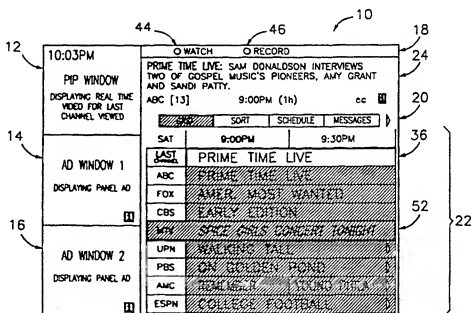 44
46
10
12
10:03PM
PIP WINDOW
DISPLAYING REAL TIME
VIDEO FOR LAST
CHANNEL VIEWED
14
AD WINDOW 1
DISPLAYING PANEL AD
16
AD WINDOW 2
DISPLAYING PANEL AD
WATCH
RECORD
18
PRIME TIME LIVE: SAM DONALDSON INTERVIEWS
TWO OF GOSPEL MUSIC'S PIONEERS, AMY GRANT
AND SANDI PATTY.
24
ABC [13] 9:00PM (1h) cc
SORT SCHEDULE MESSAGES
20
SAT 9:00PM 9:30PM
36
LAST CHANNEL PRIME TIME LIVE
ABC PRIME TIME LIVE
FOX AMER. MOST WANTED
CBS EARLY EDITION
MTV SPICE GIRLS CONCERT TONIGHT
52
22
UPN WALKING TALL
PBS ON GOLDEN POND
AMC REMEMBER
ESPN COLLEGE FOOTBALL